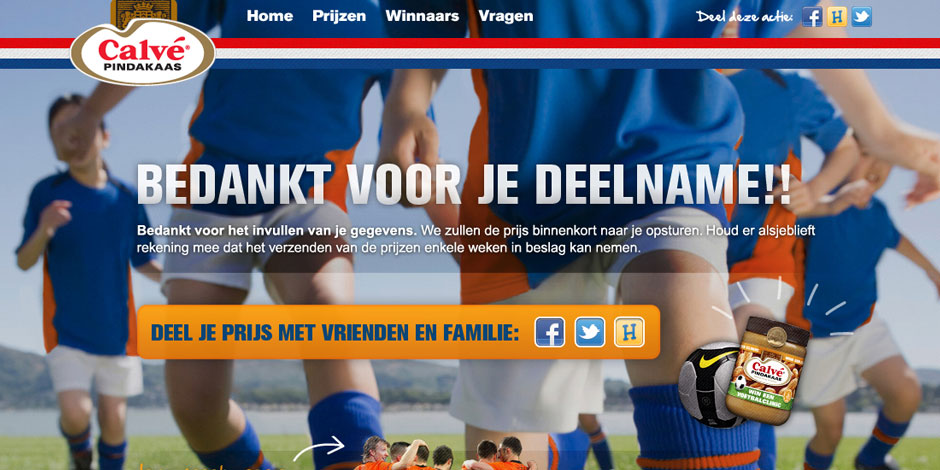 Home Prijzen Winnaars Vragen
Deel deze actie:
Calvé®
PINDAKAAS
BEDANKT VOOR JE DEELNAME!!
Bedankt voor het invullen van je gegevens. We zullen de prijs binnenkort naar je opsturen. Houd er alsjeblieft
rekening mee dat het verzenden van de prijzen enkele weken in beslag kan nemen.
DEEL JE PRIJS MET VRIENDEN EN FAMILIE:
Calvé
PINDAKAAS
WIN EEN
VOETBALCLINIC